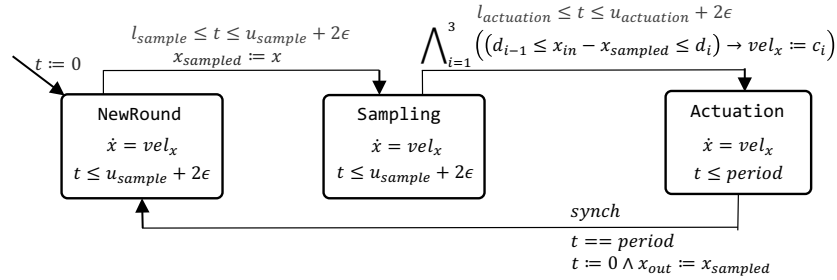 l_sample ≤ t ≤ u_sample + 2ϵ
x_sampled ≔ x
l_actuation ≤ t ≤ u_actuation + 2ϵ
⋀_{i=1}^{3} ((d_{i−1} ≤ x_in − x_sampled ≤ d_i) → vel_x ≔ c_i)
t ≔ 0
NewRound
ẋ = vel_x
t ≤ u_sample + 2ϵ
Sampling
ẋ = vel_x
t ≤ u_sample + 2ϵ
Actuation
ẋ = vel_x
t ≤ period
synch
t == period
t ≔ 0 ∧ x_out ≔ x_sampled